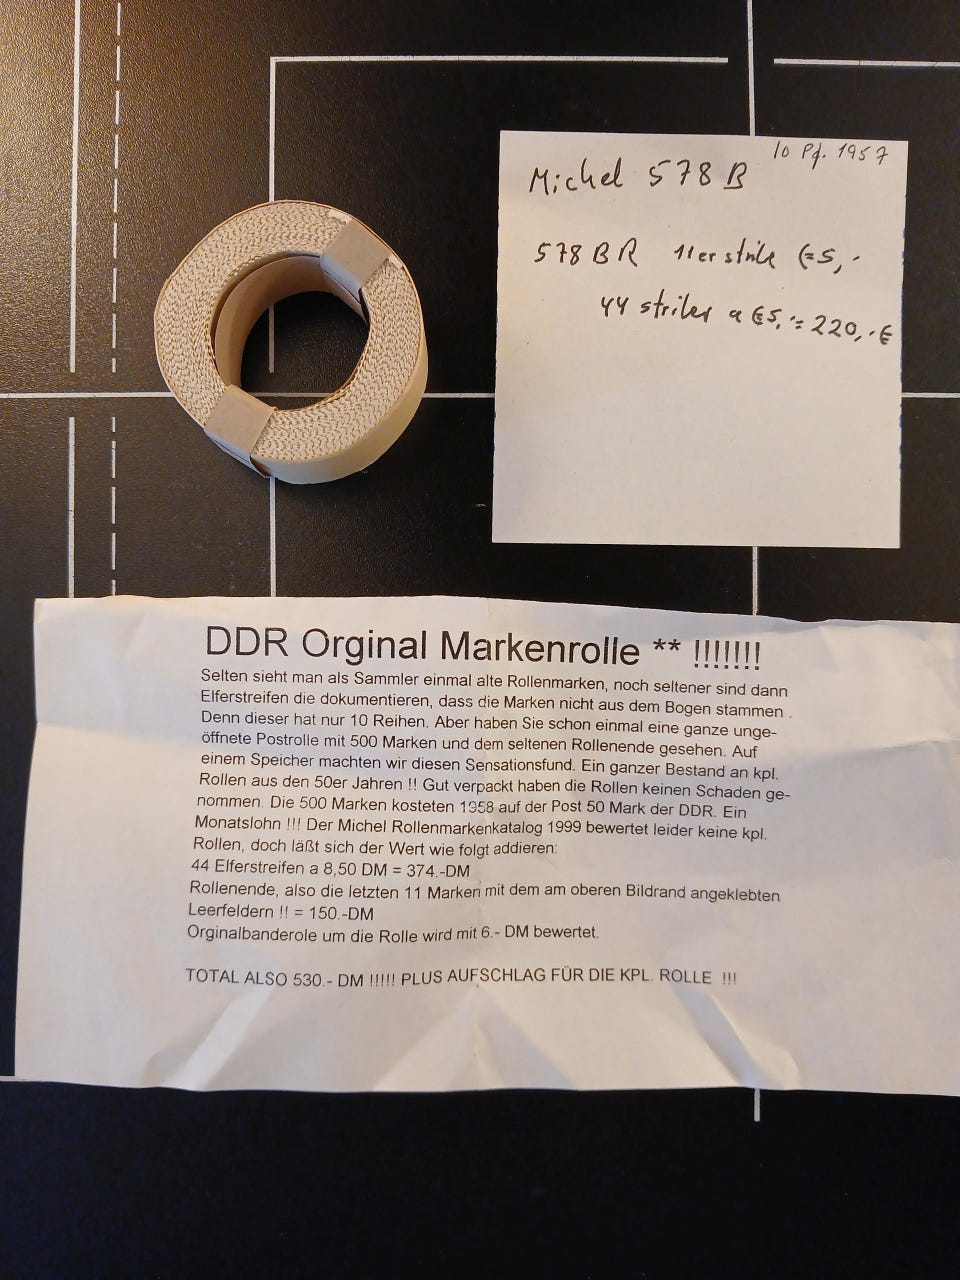 10 Pf. 1957
Michel 578 B
578 BR 11er €5,-
44 a €5,-= 220,-€
DDR Orginal Markenrolle ** !!!!!!!
Selten sieht man als Sammler einmal alte Rollenmarken, noch seltener sind dann
Elferstreifen die dokumentieren, dass die Marken nicht aus dem Bogen stammen .
Denn dieser hat nur 10 Reihen. Aber haben Sie schon einmal eine ganze unge-
öffnete Postrolle mit 500 Marken und dem seltenen Rollenende gesehen. Auf
einem Speicher machten wir diesen Sensationsfund. Ein ganzer Bestand an kpl.
Rollen aus den 50er Jahren !! Gut verpackt haben die Rollen keinen Schaden ge-
nommen. Die 500 Marken kosteten 1958 auf der Post 50 Mark der DDR. Ein
Monatslohn !!! Der Michel Rollenmarkenkatalog 1999 bewertet leider keine kpl.
Rollen, doch läßt sich der Wert wie folgt addieren:
44 Elferstreifen a 8,50 DM = 374.-DM
Rollenende, also die letzten 11 Marken mit dem am oberen Bildrand angeklebten
Leerfeldern !! = 150.-DM
Orginalbanderole um die Rolle wird mit 6.- DM bewertet.
TOTAL ALSO 530.- DM !!!!! PLUS AUFSCHLAG FÜR DIE KPL. ROLLE !!!